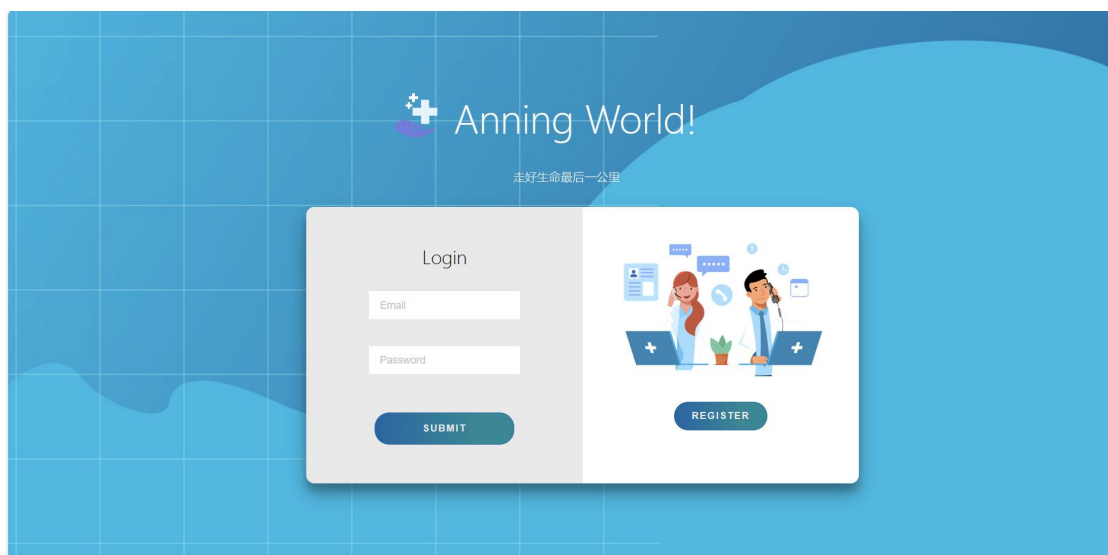 Anning World!
走好生命最后一公里
Login
Email
Password
SUBMIT
REGISTER